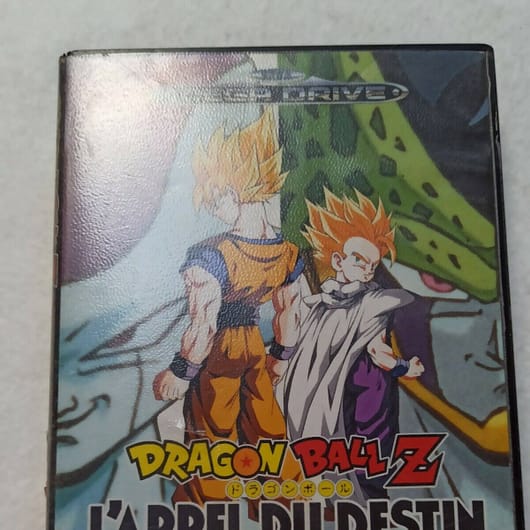 MEGA DRIVE
DRAGON BALL Z
ドラゴンボール
L'APPEL DU DESTIN